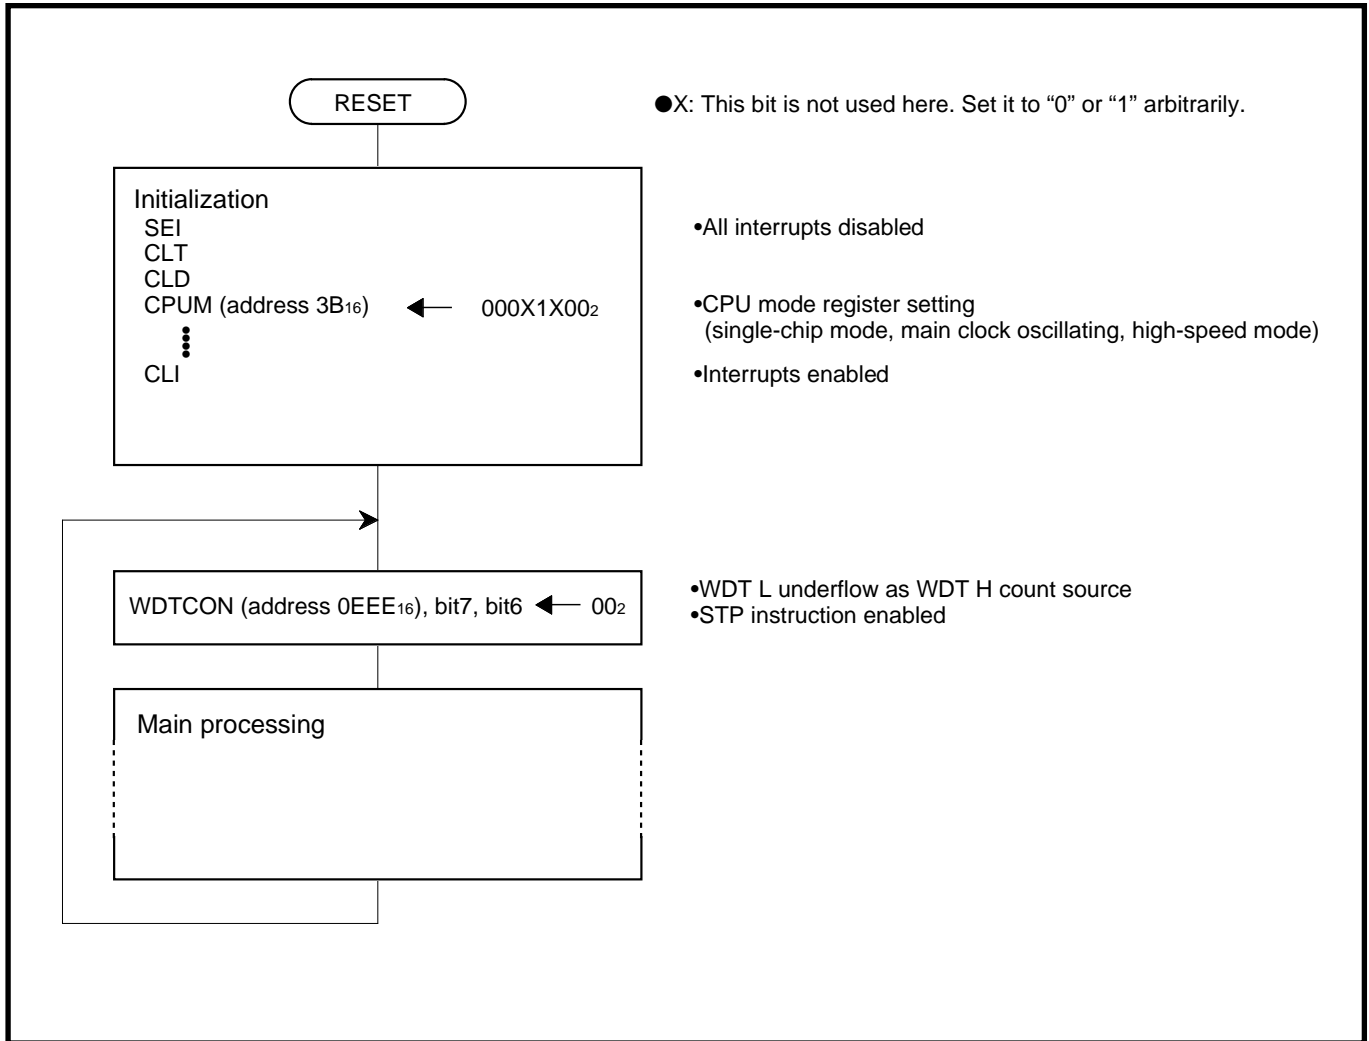 RESET
●X: This bit is not used here. Set it to “0” or “1” arbitrarily.
Initialization
SEI
•All interrupts disabled
CLT
CLD
CPUM (address 3B16) 000X1X002
•CPU mode register setting
(single-chip mode, main clock oscillating, high-speed mode)
CLI
•Interrupts enabled
WDTCON (address 0EEE16), bit7, bit6 002
•WDT L underflow as WDT H count source
•STP instruction enabled
Main processing